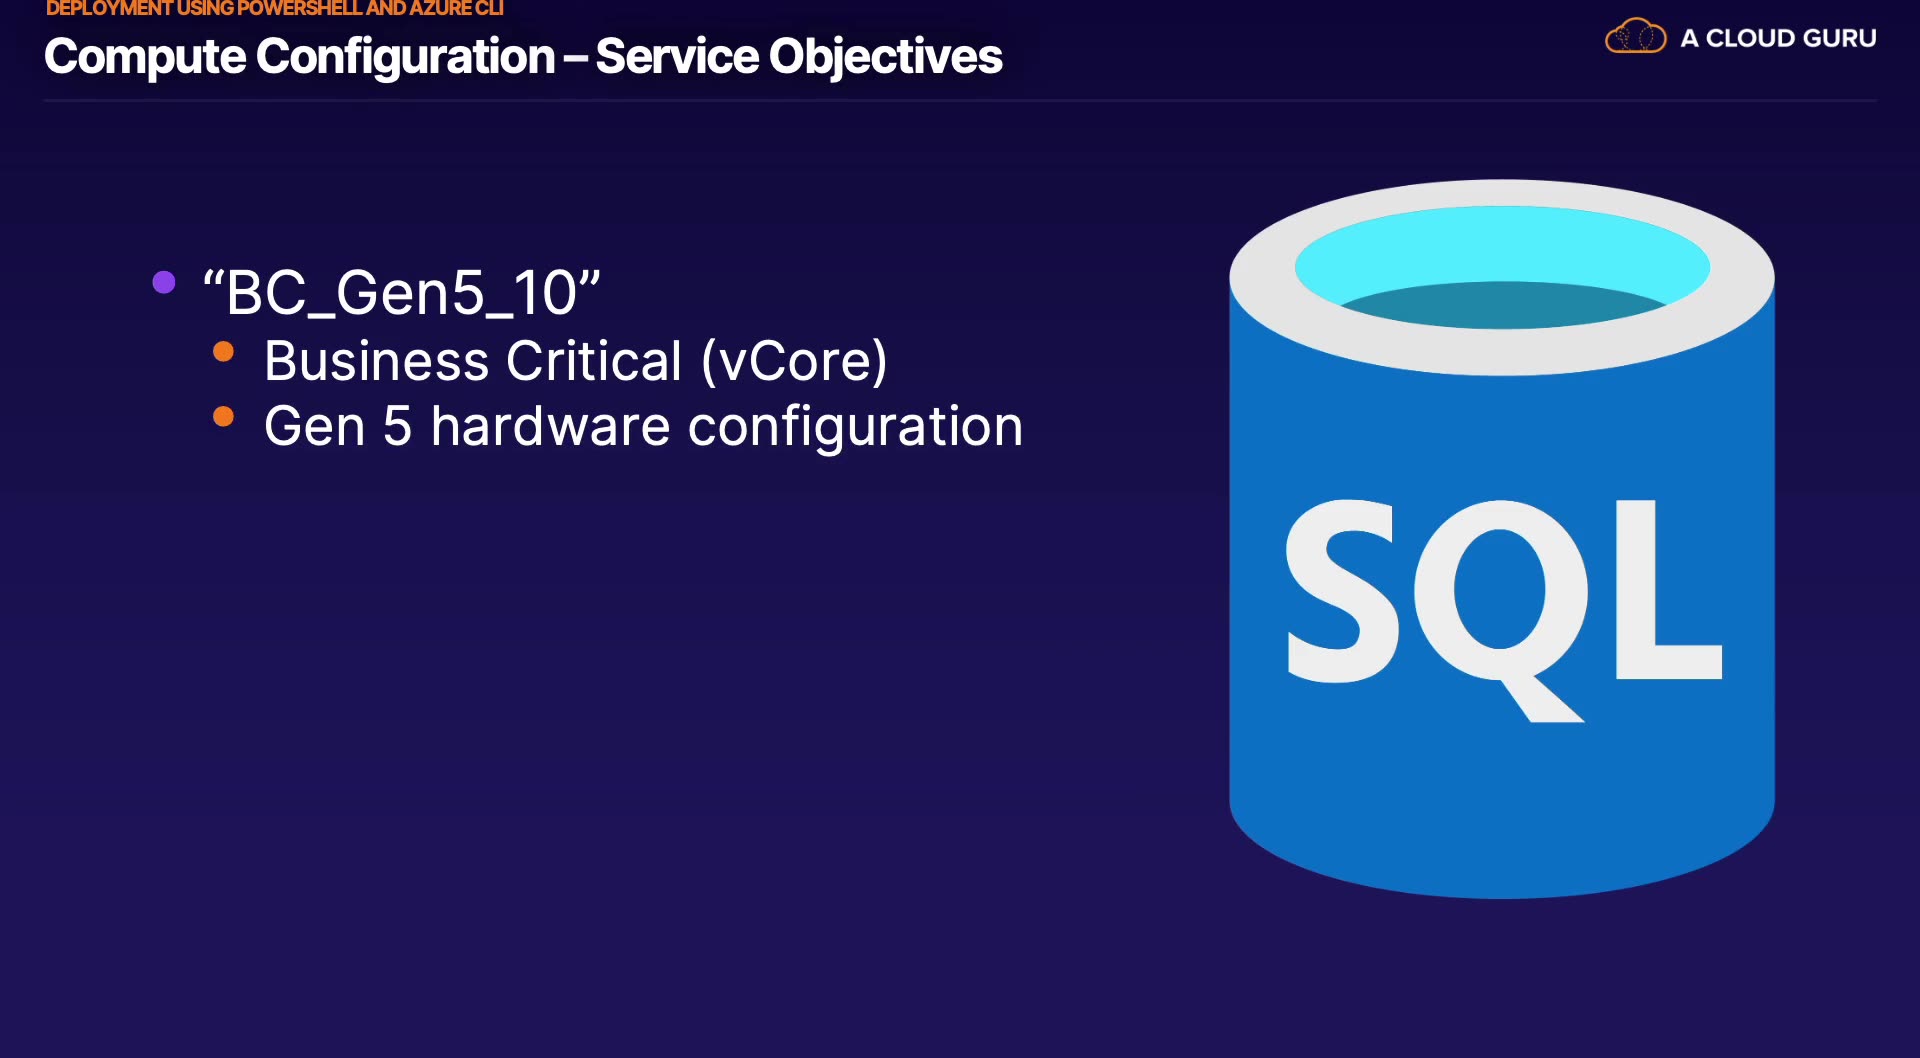 DEPLOYMENT USING POWERSHELL AND AZURE CLI
Compute Configuration – Service Objectives
A CLOUD GURU
“BC_Gen5_10”
Business Critical (vCore)
Gen 5 hardware configuration
SQL